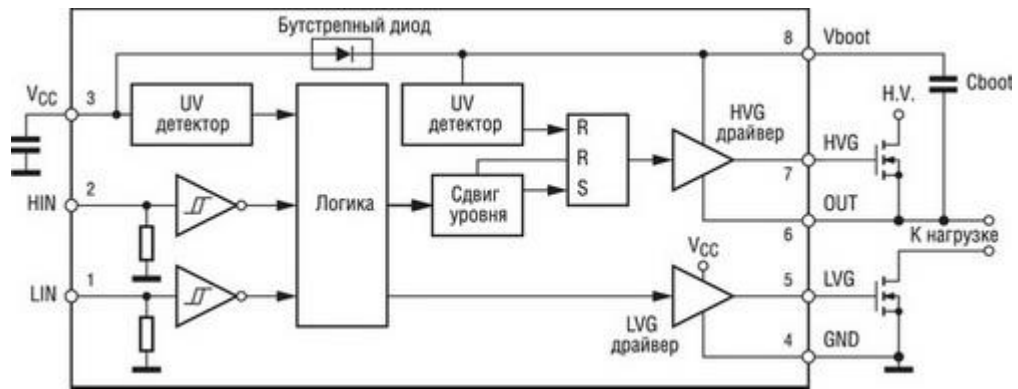 Бутстрепный диод
8
Vboot
VCC
3
UV
детектор
UV
детектор
R
R
S
HVG
драйвер
H.V.
Cboot
HVG
7
HIN
2
Логика
Сдвиг
уровня
OUT
6
К нагрузке
VCC
LIN
1
5
LVG
LVG
драйвер
4
GND